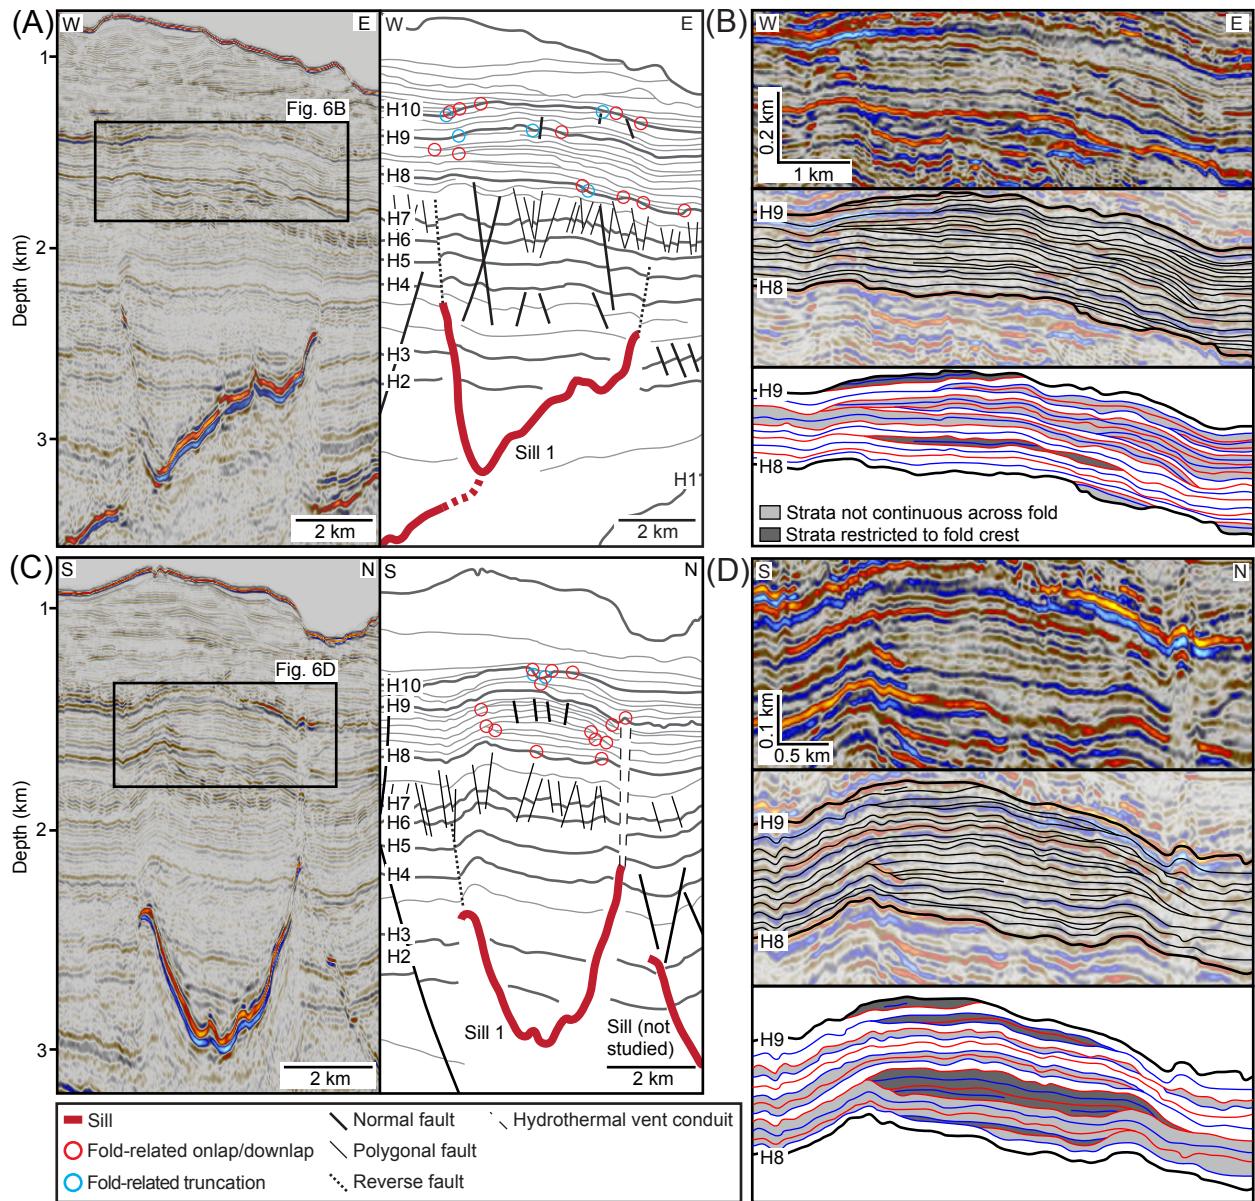 (A)
W
E
1
2
3
Depth (km)
Fig. 6B
2 km
W
E
H10
H9
H8
H7
H6
H5
H4
H3
H2
Sill 1
H1
2 km
(B)
W
E
0.2 km
1 km
H9
H8
H9
H8
Strata not continuous across fold
Strata restricted to fold crest
(C)
S
N
1
2
3
Depth (km)
Fig. 6D
2 km
S
N
H10
H9
H8
H7
H6
H5
H4
H3
H2
Sill 1
Sill (not
studied)
2 km
(D)
S
N
0.1 km
0.5 km
H9
H8
H9
H8
Sill
Normal fault
Hydrothermal vent conduit
Fold-related onlap/downlap
Polygonal fault
Fold-related truncation
Reverse fault